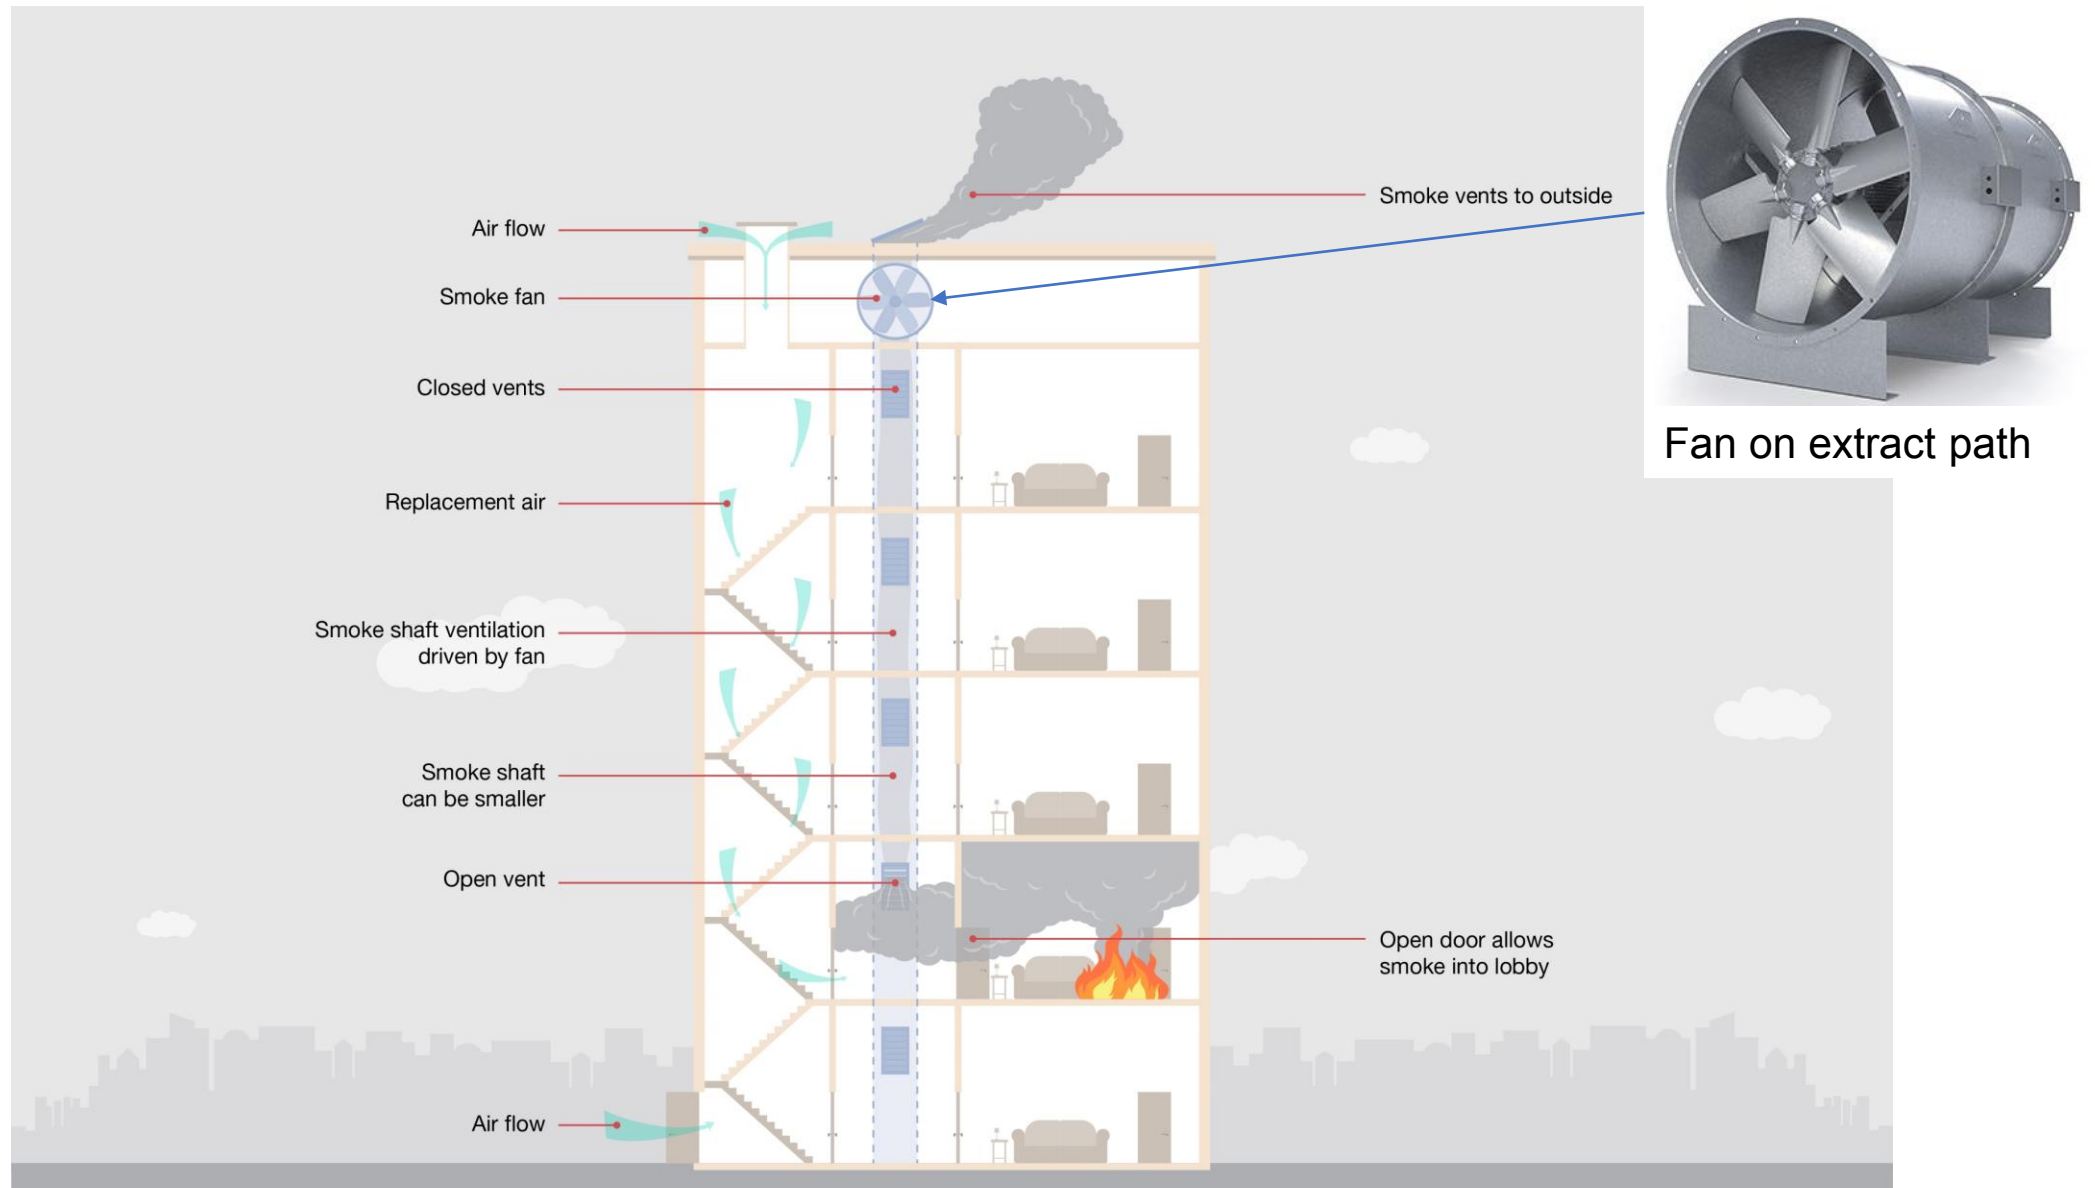 Smoke vents to outside
Air flow
Smoke fan
Closed vents
Fan on extract path
Replacement air
Smoke shaft ventilation
driven by fan
Smoke shaft
can be smaller
Open vent
Open door allows
smoke into lobby
Air flow